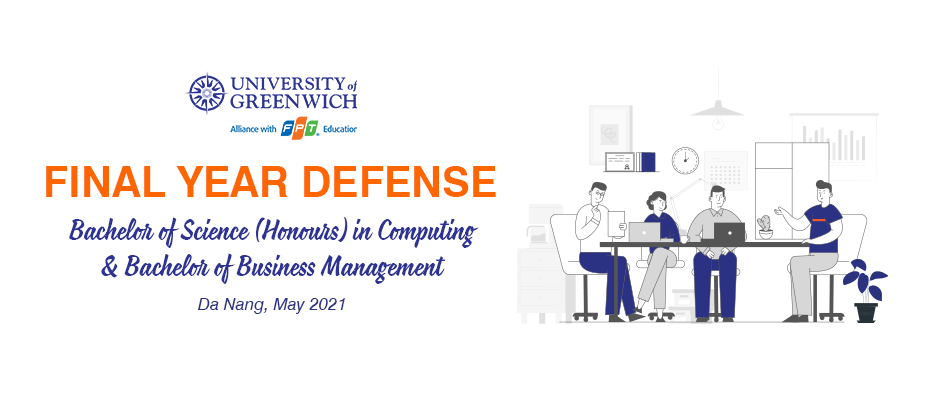 UNIVERSITY of
GREENWICH
Alliance with FPT Education
FINAL YEAR DEFENSE
Bachelor of Science (Honours) in Computing
& Bachelor of Business Management
Da Nang, May 2021